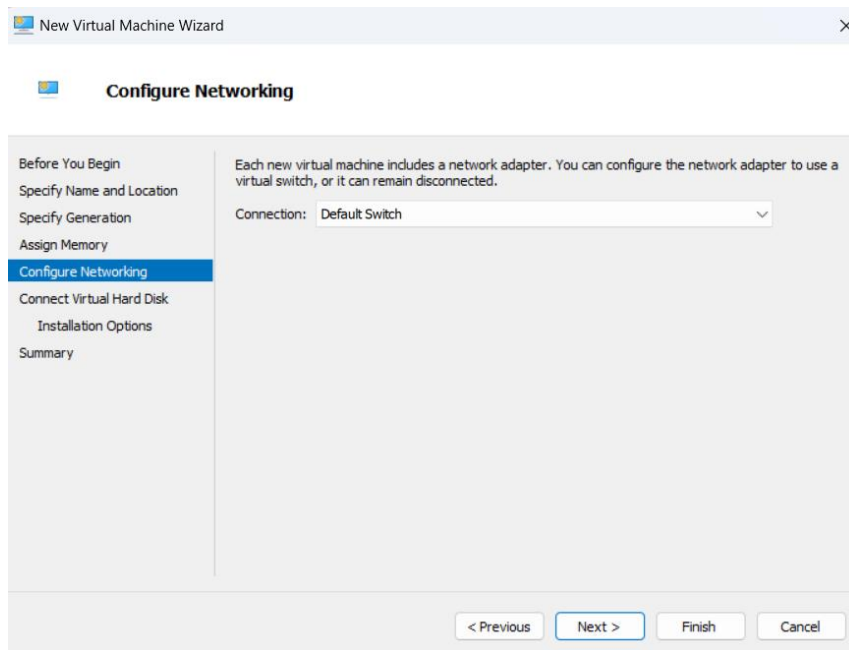 New Virtual Machine Wizard
Configure Networking
Before You Begin
Specify Name and Location
Specify Generation
Assign Memory
Configure Networking
Connect Virtual Hard Disk
Installation Options
Summary
Each new virtual machine includes a network adapter. You can configure the network adapter to use a
virtual switch, or it can remain disconnected.
Connection: Default Switch
< Previous Next > Finish Cancel